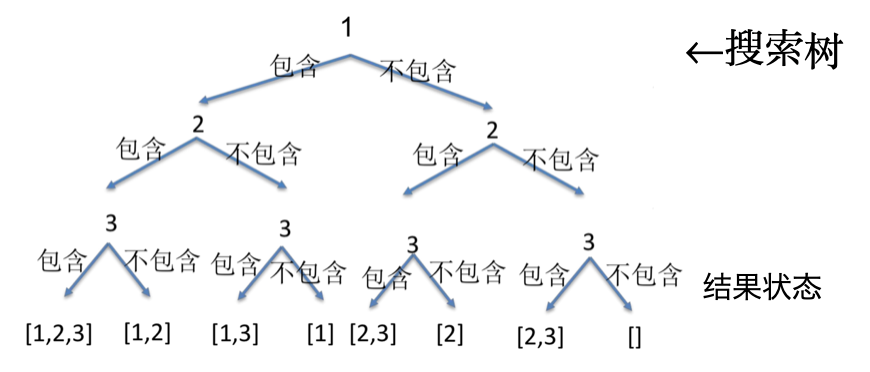 1
←搜索树
包含 不包含
2 2
包含 不包含 包含 不包含
3 3 3 3
包含 不包含 包含 不包含 包含 不包含 包含 不包含
结果状态
[1,2,3] [1,2] [1,3] [1] [2,3] [2] [2,3] []